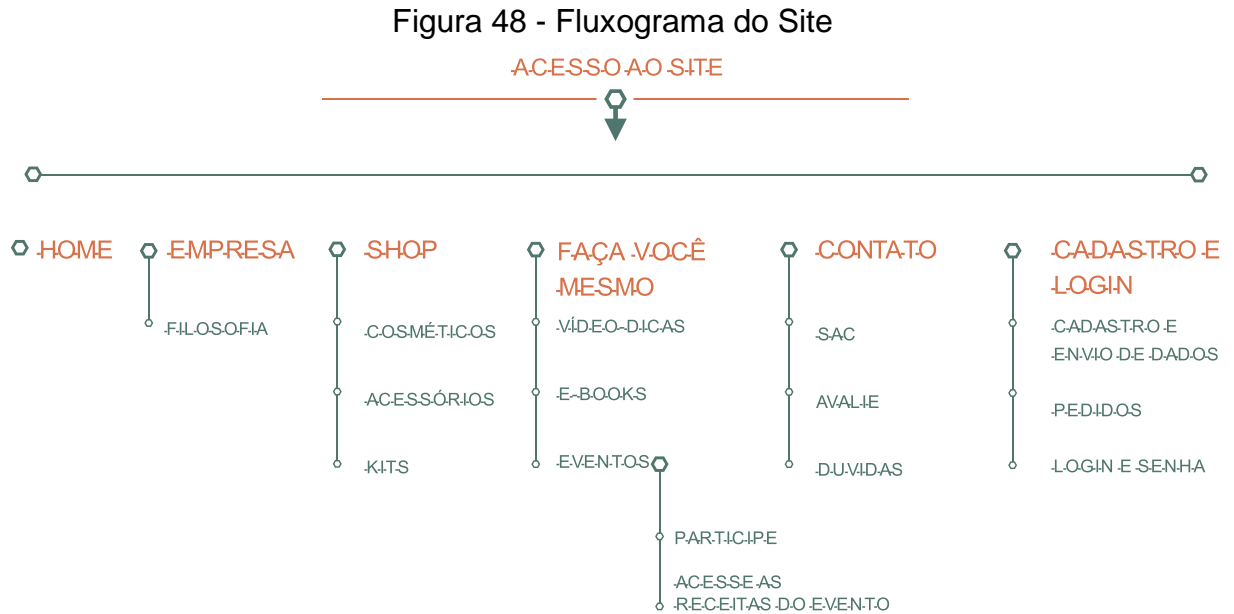 Figura 48 - Fluxograma do Site
ACESSO AO SITE
HOME
EMPRESA
FILOSOFIA
SHOP
COSMÉTICOS
ACESSÓRIOS
KITS
FAÇA VOCÊ
MESMO
VÍDEO-DICAS
E-BOOKS
EVENTOS
PARTICIPE
ACESSE AS
RECEITAS DO EVENTO
CONTATO
SAC
AVALIE
DUVIDAS
CADASTRO E
LOGIN
CADASTRO E
ENVIO DE DADOS
PEDIDOS
LOGIN E SENHA